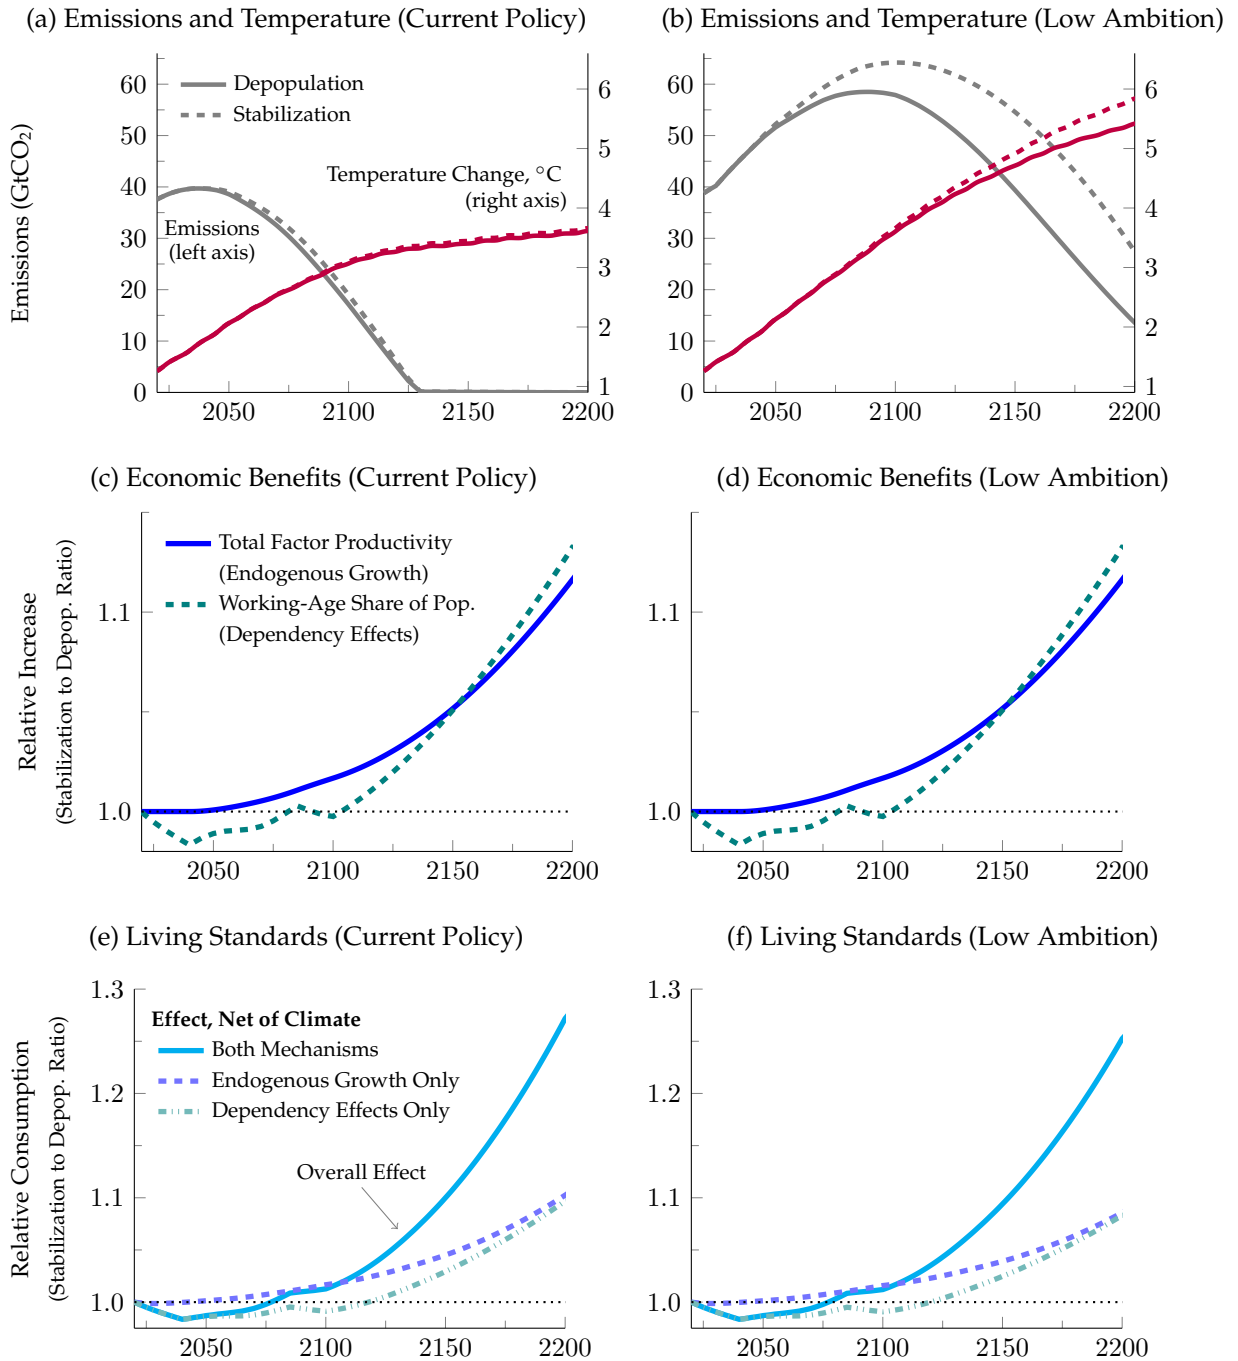 (a) Emissions and Temperature (Current Policy)
Emissions (GtCO₂)
60
50
40
30
20
10
0
Depopulation
Stabilization
Temperature Change, °C
(right axis)
Emissions
(left axis)
6
5
4
3
2
1
2050 2100 2150 2200
(b) Emissions and Temperature (Low Ambition)
60
50
40
30
20
10
0
6
5
4
3
2
1
2050 2100 2150 2200
(c) Economic Benefits (Current Policy)
Relative Increase
(Stabilization to Depop. Ratio)
1.1
1.0
Total Factor Productivity
(Endogenous Growth)
Working-Age Share of Pop.
(Dependency Effects)
2050 2100 2150 2200
(d) Economic Benefits (Low Ambition)
1.1
1.0
2050 2100 2150 2200
(e) Living Standards (Current Policy)
Relative Consumption
(Stabilization to Depop. Ratio)
1.3
1.2
1.1
1.0
Effect, Net of Climate
Both Mechanisms
Endogenous Growth Only
Dependency Effects Only
Overall Effect
2050 2100 2150 2200
(f) Living Standards (Low Ambition)
1.3
1.2
1.1
1.0
2050 2100 2150 2200